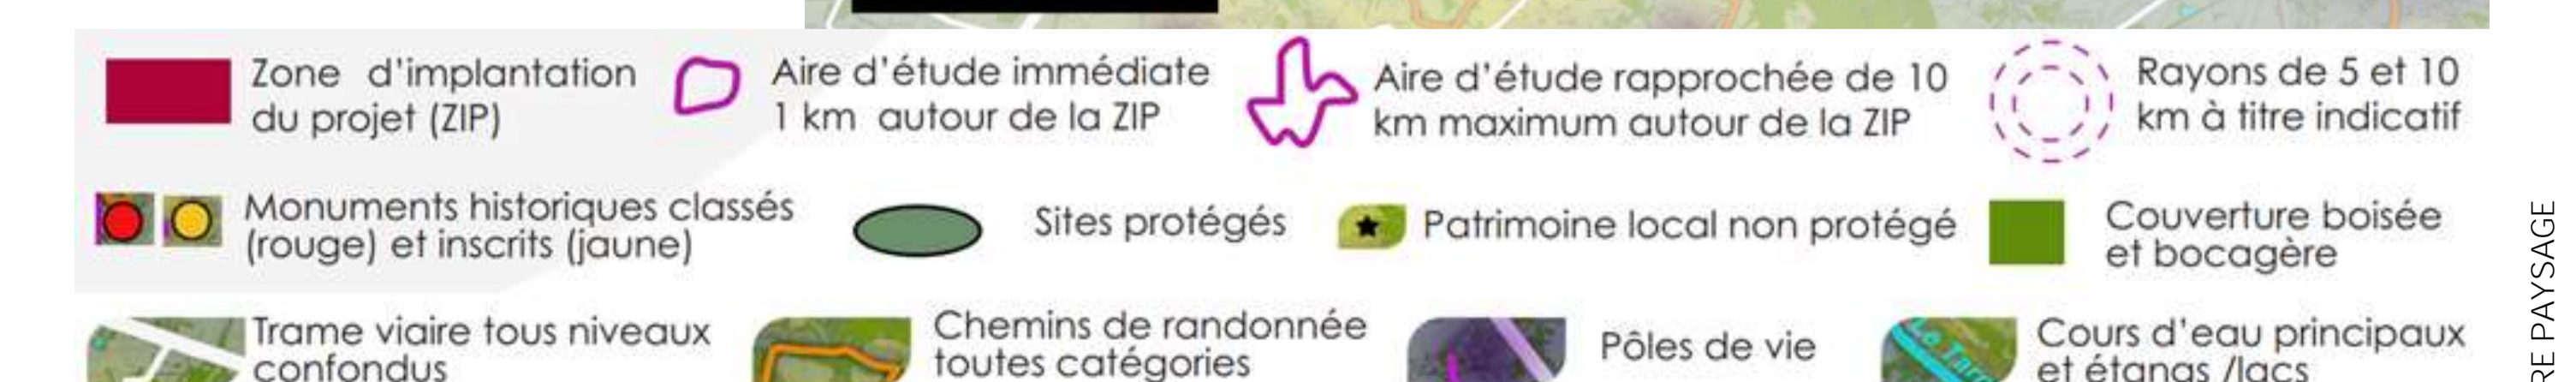 Zone d'implantation
du projet (ZIP)
Aire d'étude immédiate
1 km autour de la ZIP
Aire d'étude rapprochée de 10
km maximum autour de la ZIP
Rayons de 5 et 10
km à titre indicatif
Monuments historiques classés
(rouge) et inscrits (jaune)
Sites protégés
Patrimoine local non protégé
Couverture boisée
et bocagère
Trame viaire tous niveaux
confondus
Chemins de randonnée
toutes catégories
Pôles de vie
Cours d'eau principaux
et étangs /lacs
PAYSAGE